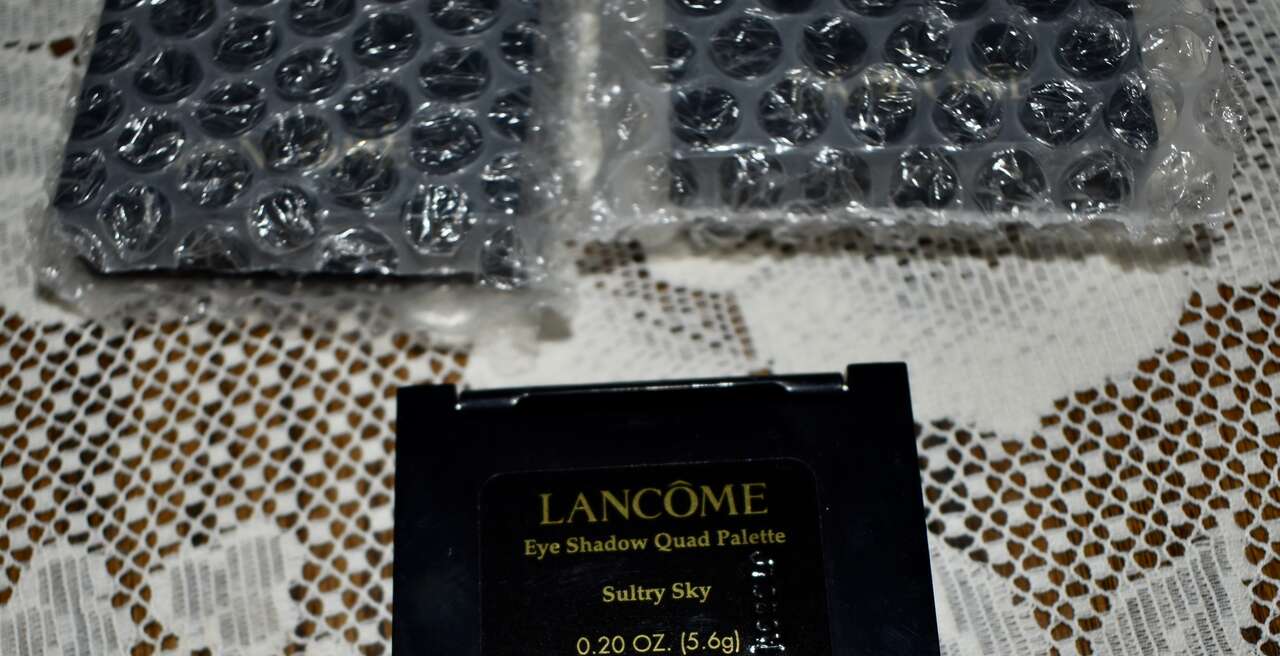 LANCÔME
Eye Shadow Quad Palette
Sultry Sky
0.20 OZ. (5.6g)